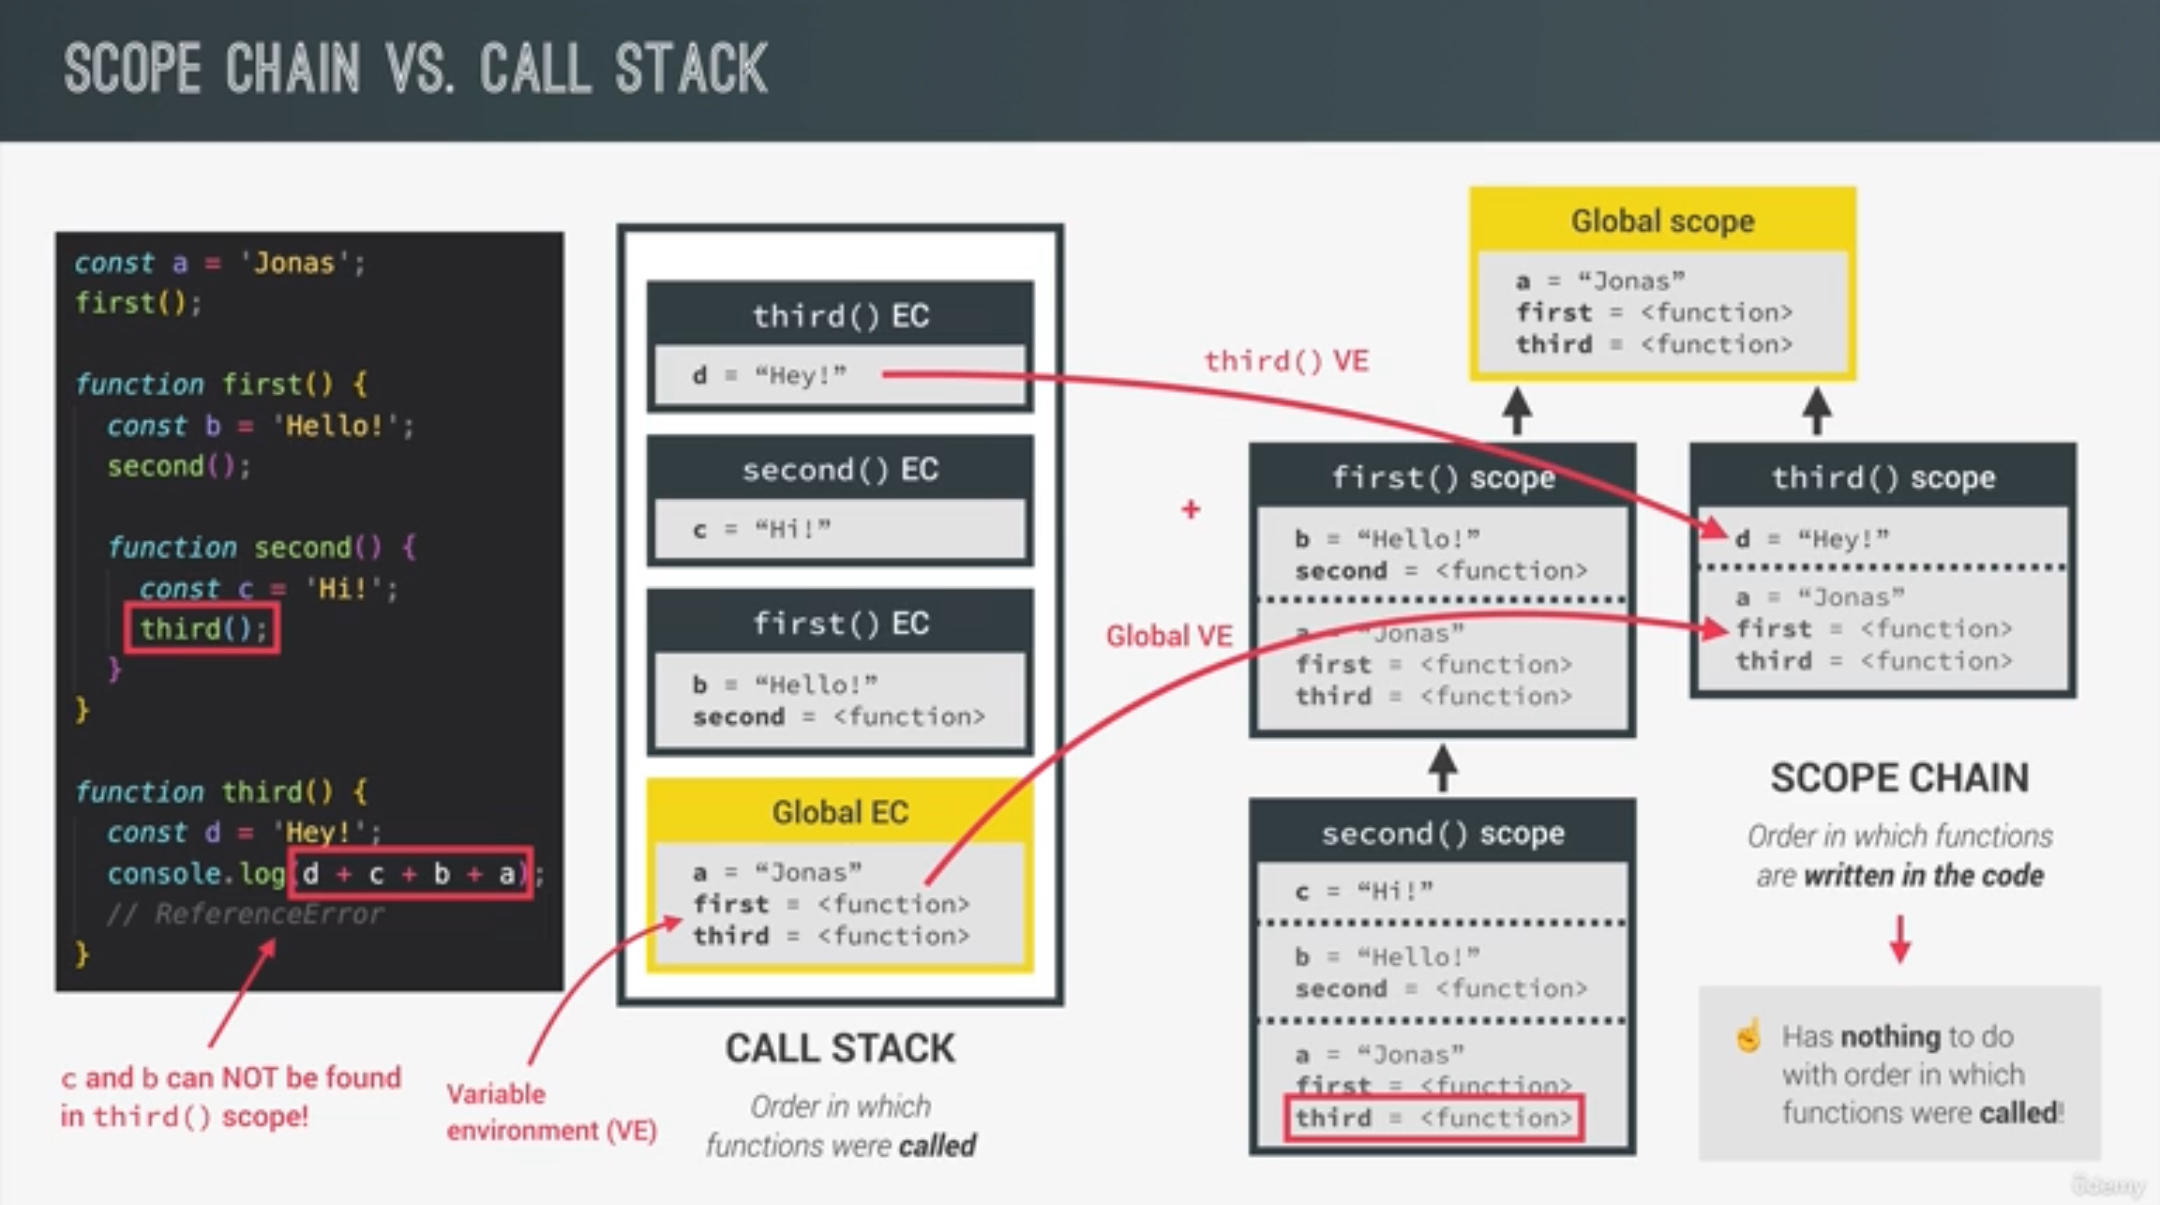 SCOPE CHAIN VS. CALL STACK
const a = 'Jonas';
first();
function first() {
const b = 'Hello!';
second();
function second() {
const c = 'Hi!';
third();
}
}
function third() {
const d = 'Hey!';
console.log(d + c + b + a);
// ReferenceError
}
c and b can NOT be found
in third() scope!
Variable
environment (VE)
third() EC
d = “Hey!”
second() EC
c = “Hi!”
first() EC
b = “Hello!”
second = <function>
Global EC
a = “Jonas”
first = <function>
third = <function>
CALL STACK
Order in which
functions were called
third() VE
+
Global VE
Global scope
a = “Jonas”
first = <function>
third = <function>
first() scope
b = “Hello!”
second = <function>
a = “Jonas”
first = <function>
third = <function>
second() scope
c = “Hi!”
b = “Hello!”
second = <function>
a = “Jonas”
first = <function>
third = <function>
third() scope
d = “Hey!”
a = “Jonas”
first = <function>
third = <function>
SCOPE CHAIN
Order in which functions
are written in the code
Has nothing to do
with order in which
functions were called!
ûdemy